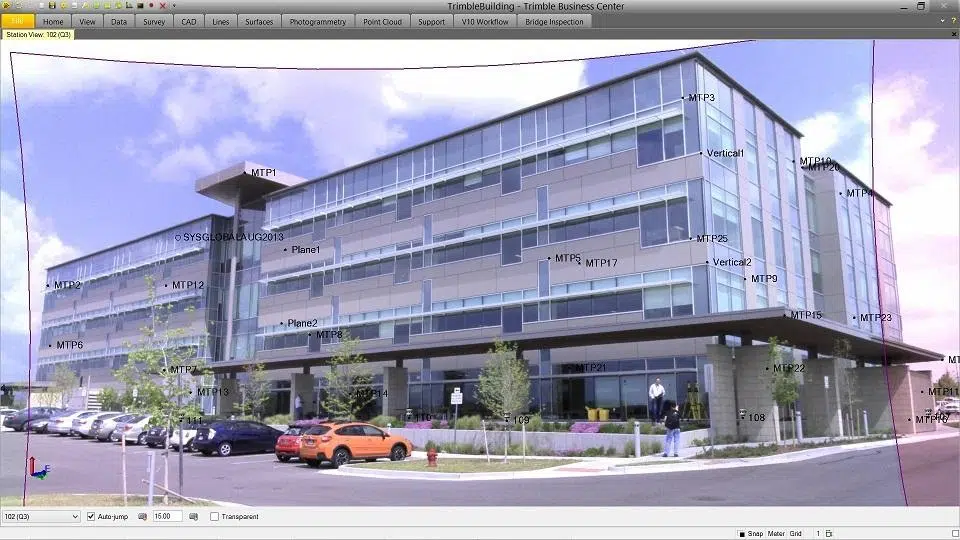 TrimbleBuilding - Trimble Business Center
File Home View Data Survey CAD Lines Surfaces Photogrammetry Point Cloud Support V10 Workflow Bridge Inspection
Station View: 102 (Q3)
MTP3
Vertical1
MTP20
MTP1
MTP4
SYSGLOBALAUG2013
MTP25
Plane1
MTP5
MTP17
Vertical2
MTP9
MTP2
MTP12
MTP15
MTP23
Plane2
MTP8
MTP6
MTP7
MTP21
MTP22
MTP13
MTP14
MTP11
111
110
109
108
MTP16
102 (Q3)
Auto-jump
15.00
Transparent
Snap Meter Grid 1